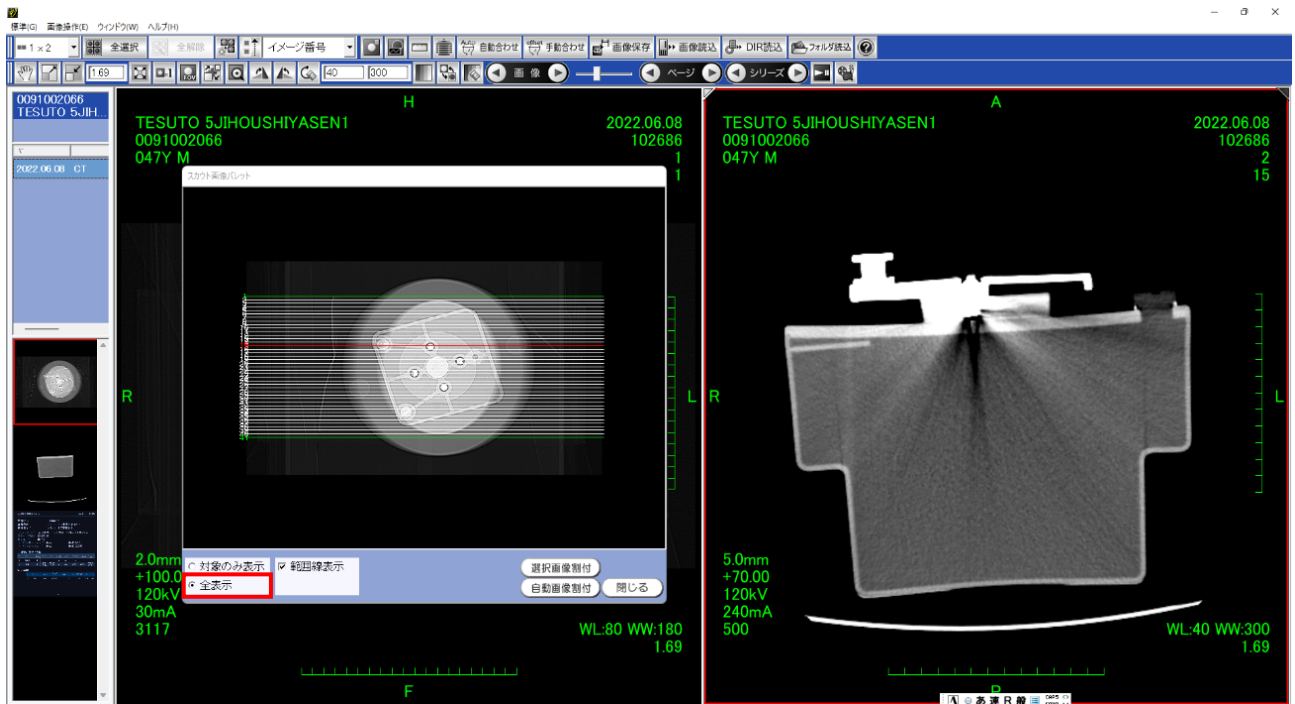 標準(G) 画像操作(E) ウィンドウ(W) ヘルプ(H)
1×2 全選択 全解除 イメージ番号 Auto 自動合わせ offset 手動合わせ 画像保存 画像読込 DIR読込 フォルダ読込
1.69 1 FOV 40 300 画 像 ページ シリーズ
0091002066
TESUTO 5JIH...
2022.06.08 CT
H
TESUTO 5JIHOUSHIYASEN1
0091002066
047Y M
2022.06.08
102686
1
1
スカウト画像パレット
対象のみ表示
全表示
範囲線表示
選択画像割付
自動画像割付
閉じる
R
L
2.0mm
+100.0
120kV
30mA
3117
WL:80 WW:180
1.69
F
A
TESUTO 5JIHOUSHIYASEN1
0091002066
047Y M
2022.06.08
102686
2
15
R
L
5.0mm
+70.00
120kV
240mA
500
WL:40 WW:300
1.69
P
A あ 連 R 般 CAPS